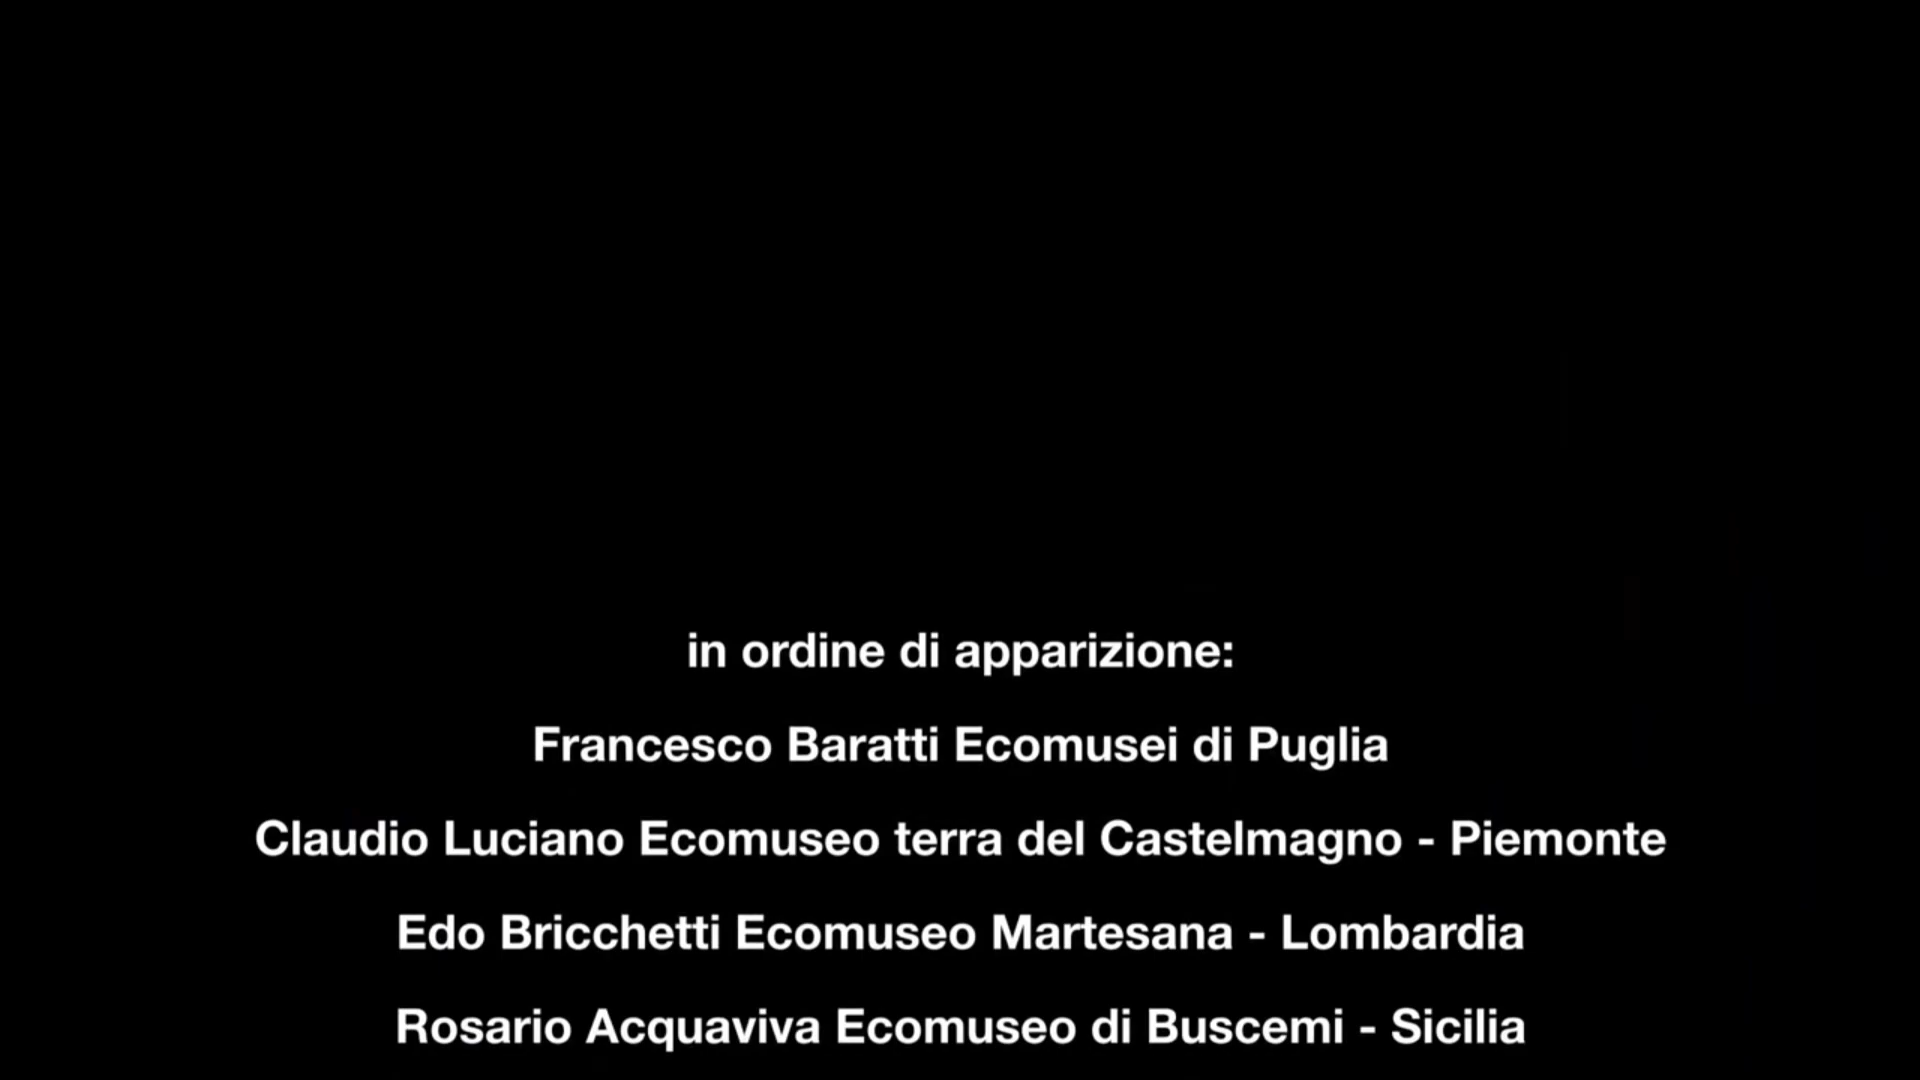 in ordine di apparizione:
Francesco Baratti Ecomusei di Puglia
Claudio Luciano Ecomuseo terra del Castelmagno - Piemonte
Edo Bricchetti Ecomuseo Martesana - Lombardia
Rosario Acquaviva Ecomuseo di Buscemi - Sicilia